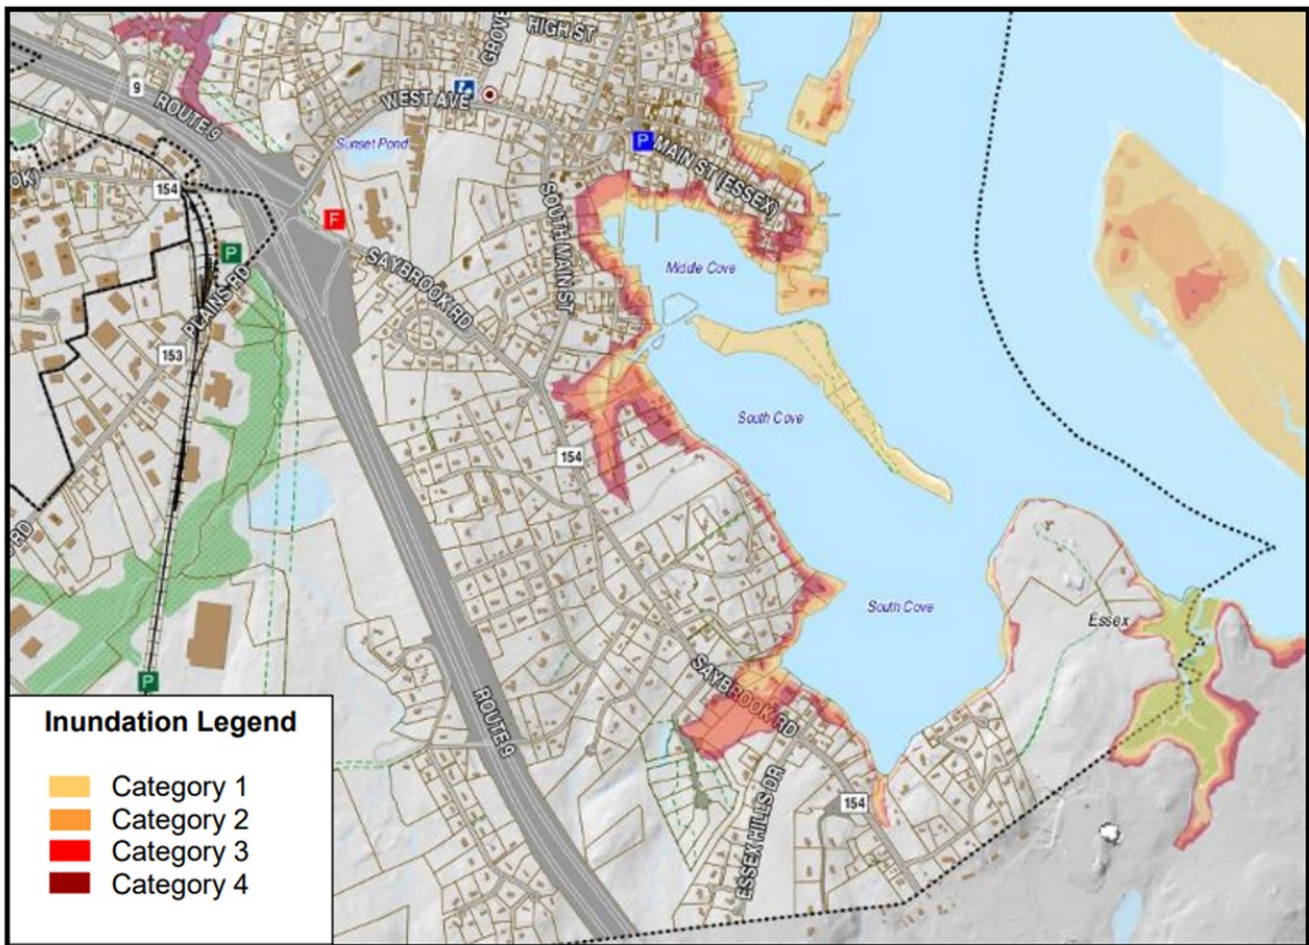 HIGH ST
GROVE
9
ROUTE 9
WEST AVE
Sunset Pond
P
MAIN ST (ESSEX)
OK)
154
F
P
SOUTH MAIN ST
SAYBROOK RD
Middle Cove
PLAINS RD
153
South Cove
154
RD
South Cove
Essex
P
SAYBROOK RD
ROUTE 9
ESSEX HILLS DR
154
Inundation Legend
Category 1
Category 2
Category 3
Category 4